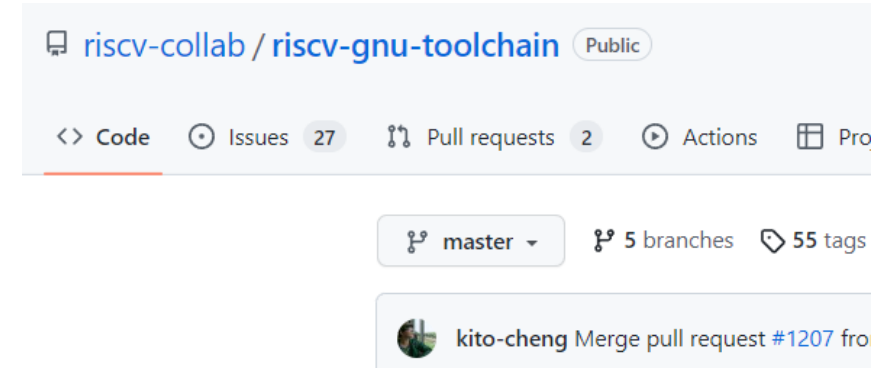 riscv-collab / riscv-gnu-toolchain Public
<> Code Issues 27 Pull requests 2 Actions
master 5 branches 55 tags
kito-cheng Merge pull request #1207